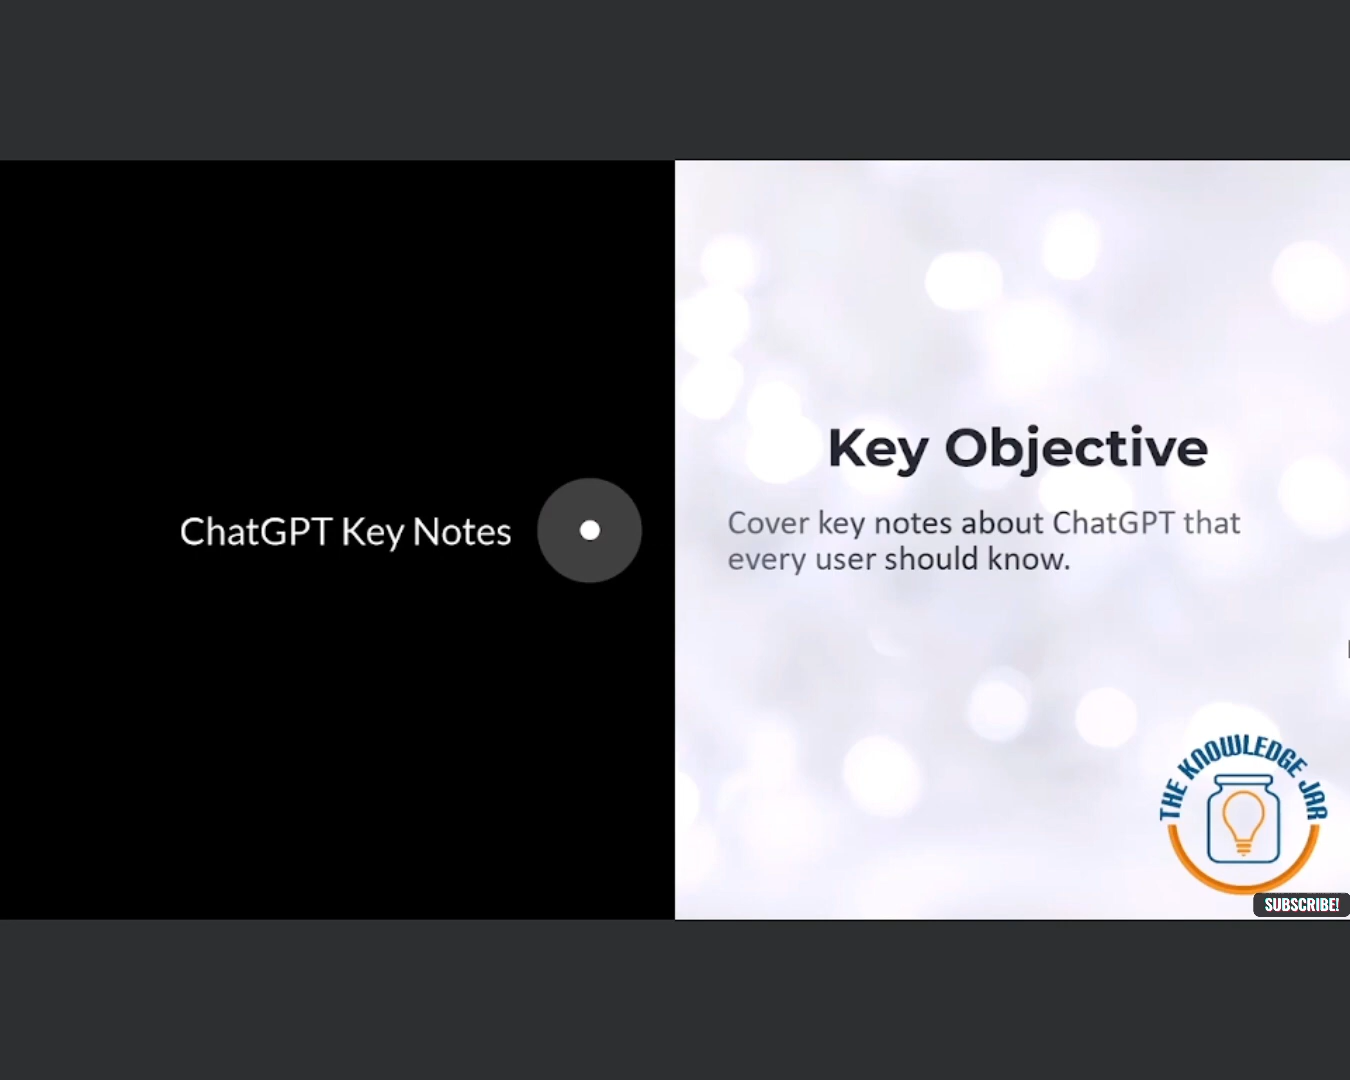 ChatGPT Key Notes
Key Objective
Cover key notes about ChatGPT that
every user should know.
THE KNOWLEDGE JAR
SUBSCRIBE!